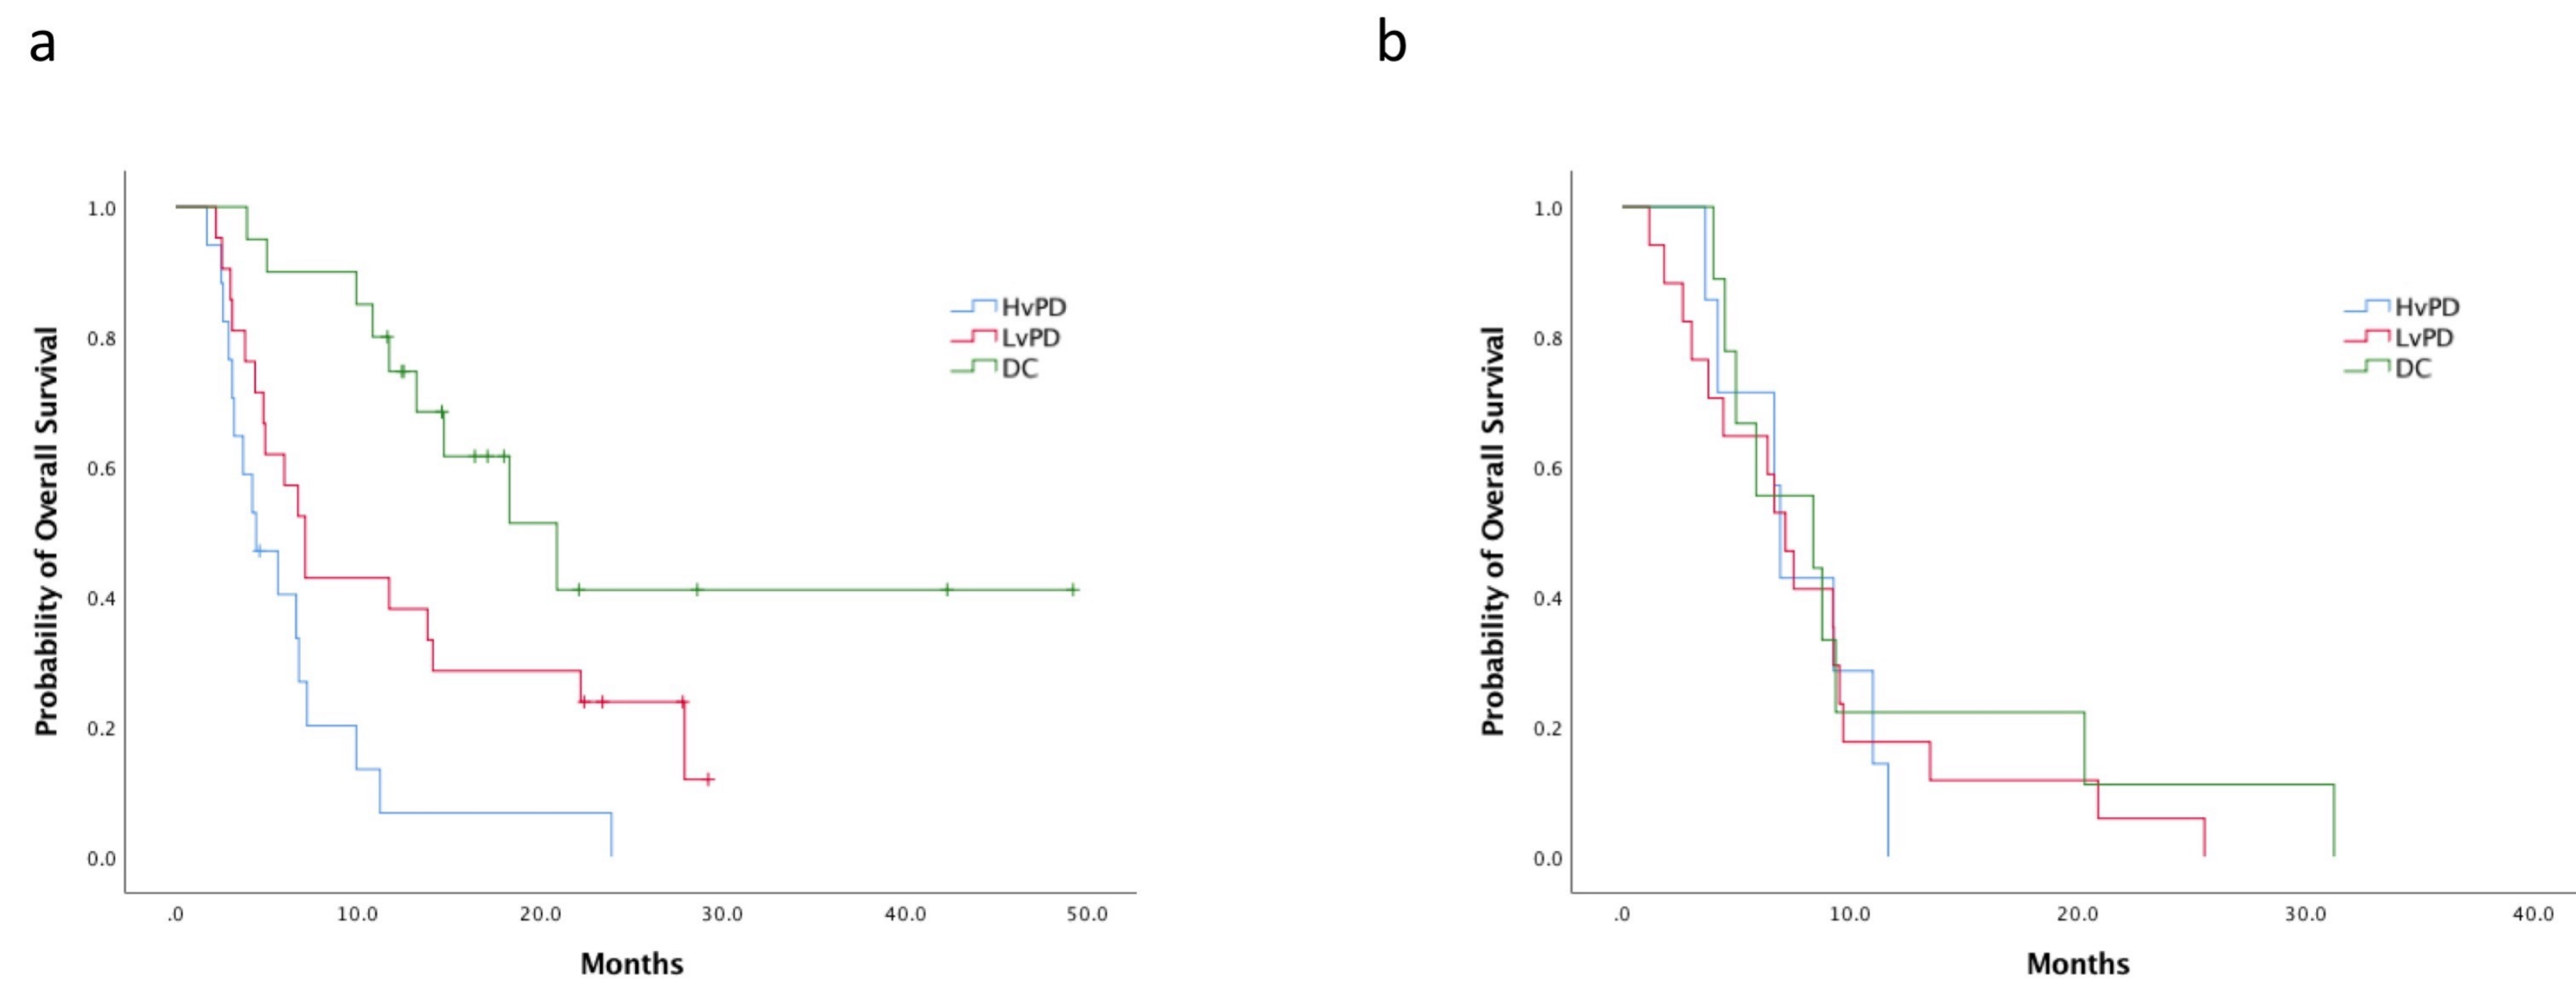 a
Probability of Overall Survival
1.0
0.8
0.6
0.4
0.2
0.0
HvPD
LvPD
DC
.0 10.0 20.0 30.0 40.0 50.0
Months
b
Probability of Overall Survival
1.0
0.8
0.6
0.4
0.2
0.0
HvPD
LvPD
DC
.0 10.0 20.0 30.0 40.0
Months